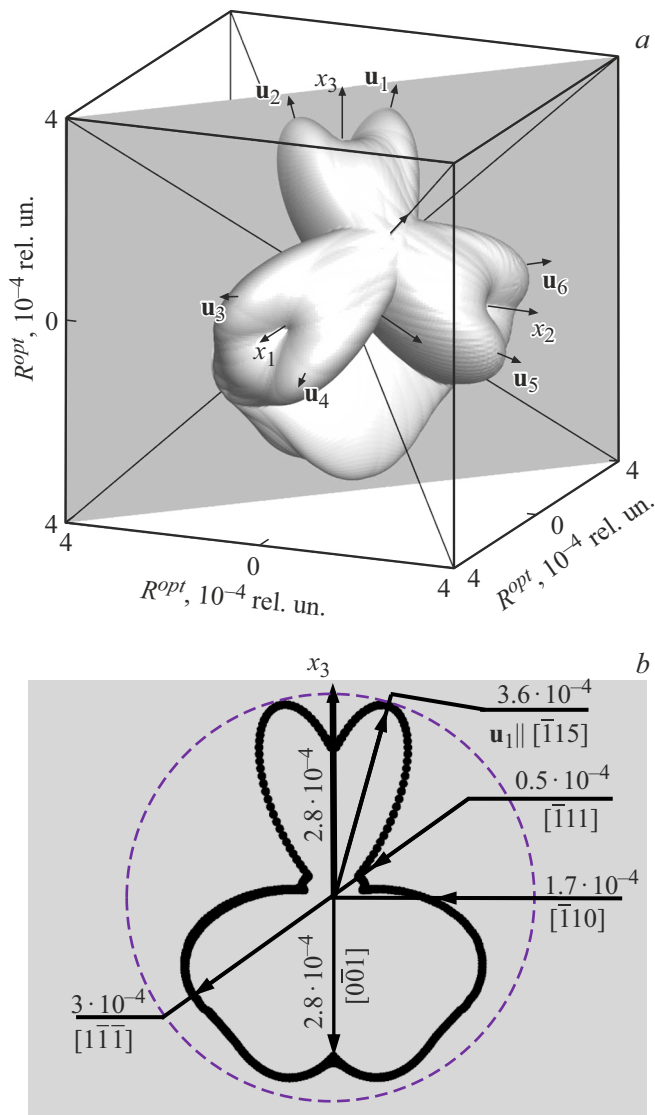 a
u₂
x₃
u₁
4
u₆
u₃
x₂
R^opt, 10⁻⁴ rel. un.
0
x₁
u₄
u₅
4
4
0
R^opt, 10⁻⁴ rel. un.
4
4
0
R^opt, 10⁻⁴ rel. un.
4
x₃
b
3.6 · 10⁻⁴
u₁|| [1̅15]
2.8 · 10⁻⁴
0.5 · 10⁻⁴
[1̅11]
1.7 · 10⁻⁴
[1̅10]
2.8 · 10⁻⁴
[00̅1]
3 · 10⁻⁴
[11̅1̅]